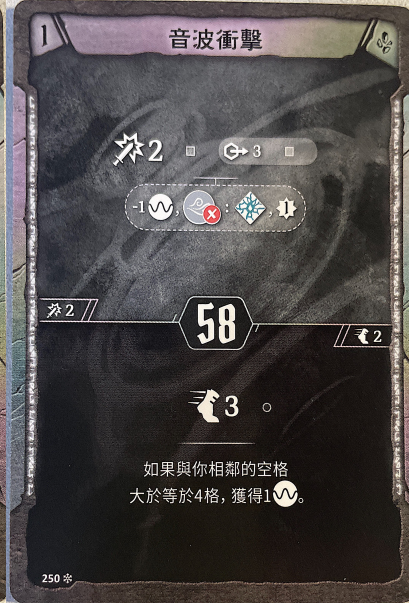 1
音波衝擊
2
3
-1 , : , 1
2
58
2
3
如果與你相鄰的空格
大於等於4格，獲得1。
250